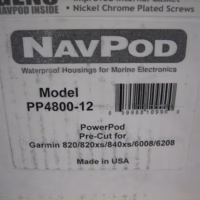 NAVPOD INSIDE
• Nickel Chrome Plated Screws
NAVPOD
Waterproof Housings for Marine Electronics
Model
PP4800-12
PowerPod
Pre-Cut for
Garmin 820/820xs/840xs/6008/6208
Made in USA